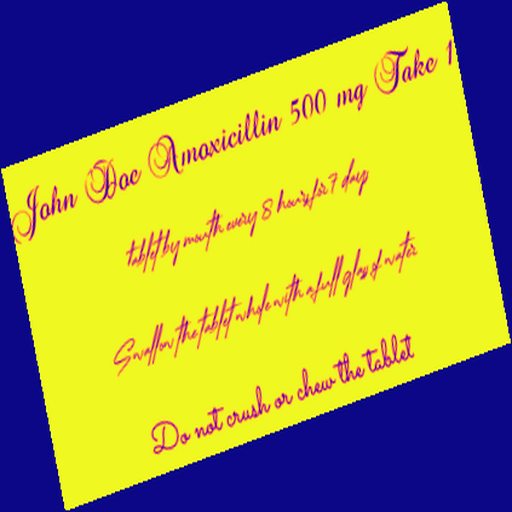 John Doe Amoxicillin 500 mg Take 1
tablet by mouth every 8 hours for 7 days
Swallow the tablet whole with a full glass of water
Do not crush or chew the tablet